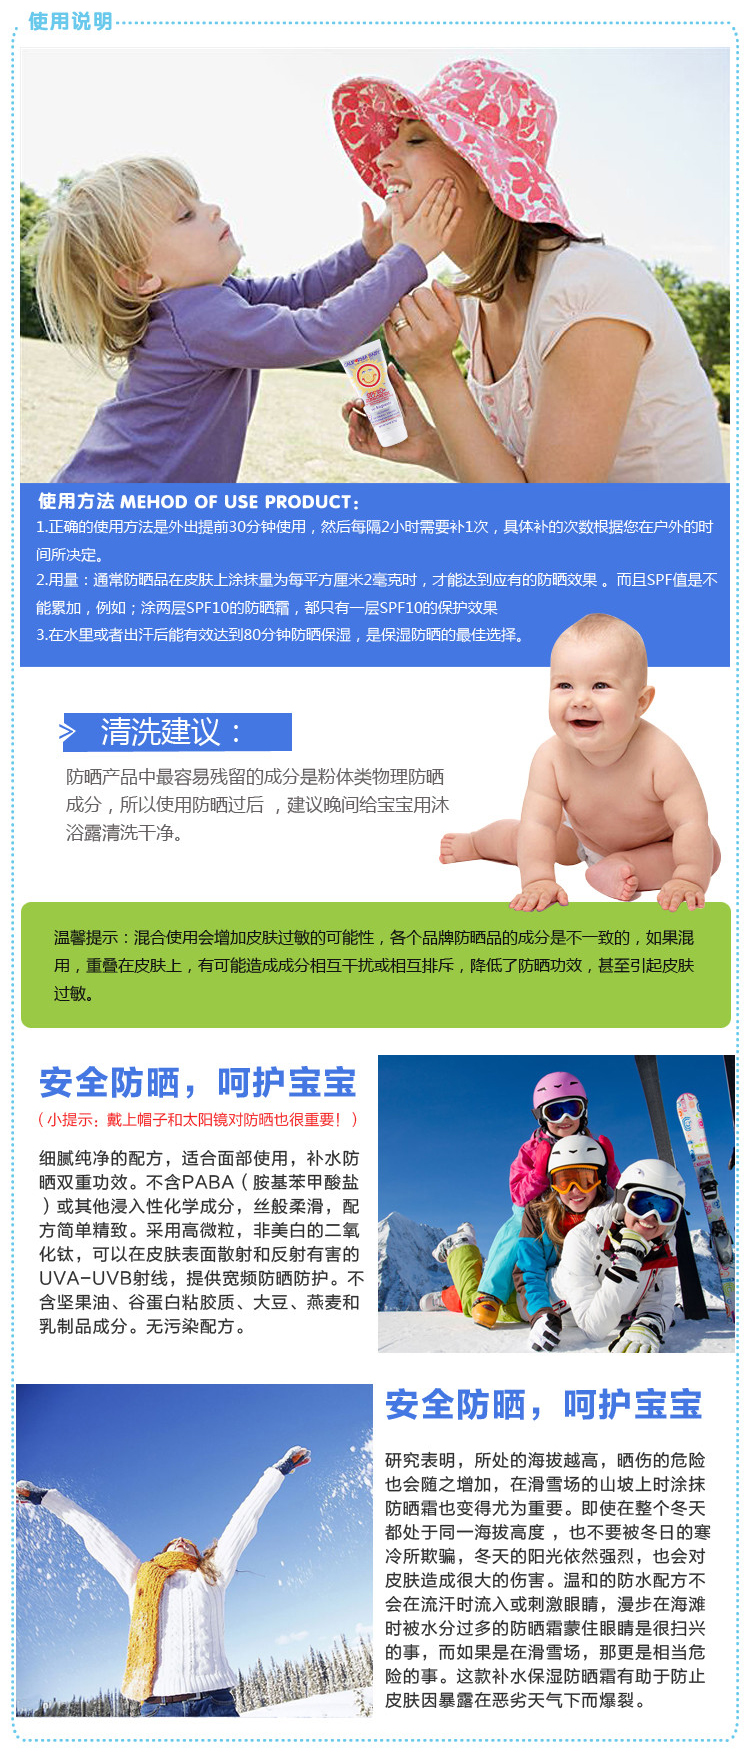 使用说明
使用方法 MEHOD OF USE PRODUCT:
1.正确的使用方法是外出提前30分钟使用，然后每隔2小时需要补1次，具体补的次数根据您在户外的时
间所决定。
2.用量：通常防晒品在皮肤上涂抹量为每平方厘米2毫克时，才能达到应有的防晒效果 。而且SPF值是不
能累加，例如；涂两层SPF10的防晒霜，都只有一层SPF10的保护效果
3.在水里或者出汗后能有效达到80分钟防晒保湿，是保湿防晒的最佳选择。
清洗建议：
防晒产品中最容易残留的成分是粉体类物理防晒
成分，所以使用防晒过后 ，建议晚间给宝宝用沐
浴露清洗干净。
温馨提示：混合使用会增加皮肤过敏的可能性，各个品牌防晒品的成分是不一致的，如果混
用，重叠在皮肤上，有可能造成成分相互干扰或相互排斥，降低了防晒功效，甚至引起皮肤
过敏。
安全防晒，呵护宝宝
（小提示：戴上帽子和太阳镜对防晒也很重要！）
细腻纯净的配方，适合面部使用，补水防
晒双重功效。不含PABA（胺基苯甲酸盐
）或其他浸入性化学成分，丝般柔滑，配
方简单精致。采用高微粒，非美白的二氧
化钛，可以在皮肤表面散射和反射有害的
UVA-UVB射线，提供宽频防晒防护。不
含坚果油、谷蛋白粘胶质、大豆、燕麦和
乳制品成分。无污染配方。
安全防晒，呵护宝宝
研究表明，所处的海拔越高，晒伤的危险
也会随之增加，在滑雪场的山坡上时涂抹
防晒霜也变得尤为重要。即使在整个冬天
都处于同一海拔高度 ，也不要被冬日的寒
冷所欺骗，冬天的阳光依然强烈，也会对
皮肤造成很大的伤害。温和的防水配方不
会在流汗时流入或刺激眼睛，漫步在海滩
时被水分过多的防晒霜蒙住眼睛是很扫兴
的事，而如果是在滑雪场，那更是相当危
险的事。这款补水保湿防晒霜有助于防止
皮肤因暴露在恶劣天气下而爆裂。